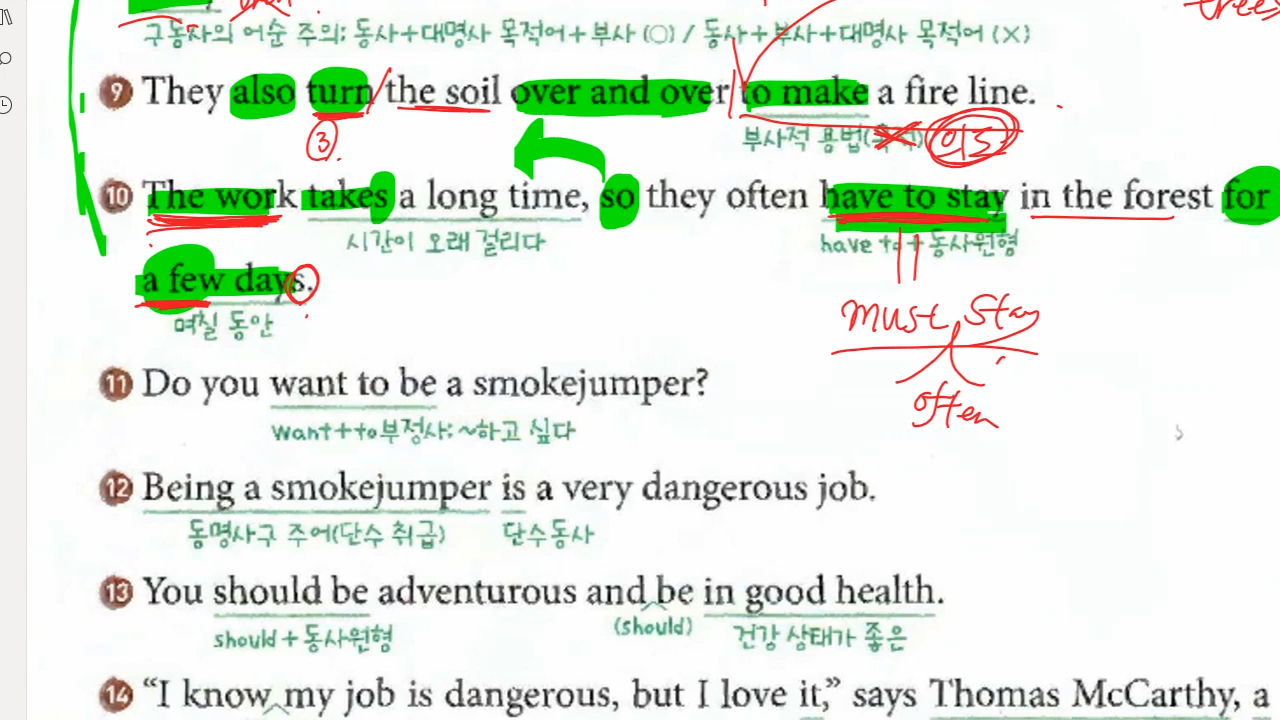 trees
구동사의 어순 주의: 동사+대명사 목적어+부사 (○) / 동사+부사+대명사 목적어 (×)
9 They also turn the soil over and over to make a fire line.
③ 부사적 용법(목적)
10 The work takes a long time, so they often have to stay in the forest for
시간이 오래 걸리다 have to + 동사원형
a few days.
며칠 동안
must stay
often
11 Do you want to be a smokejumper?
want+to부정사: ~하고 싶다
12 Being a smokejumper is a very dangerous job.
동명사구 주어(단수 취급) 단수동사
13 You should be adventurous and be in good health.
should + 동사원형 (should) 건강 상태가 좋은
14 “I know my job is dangerous, but I love it,” says Thomas McCarthy, a